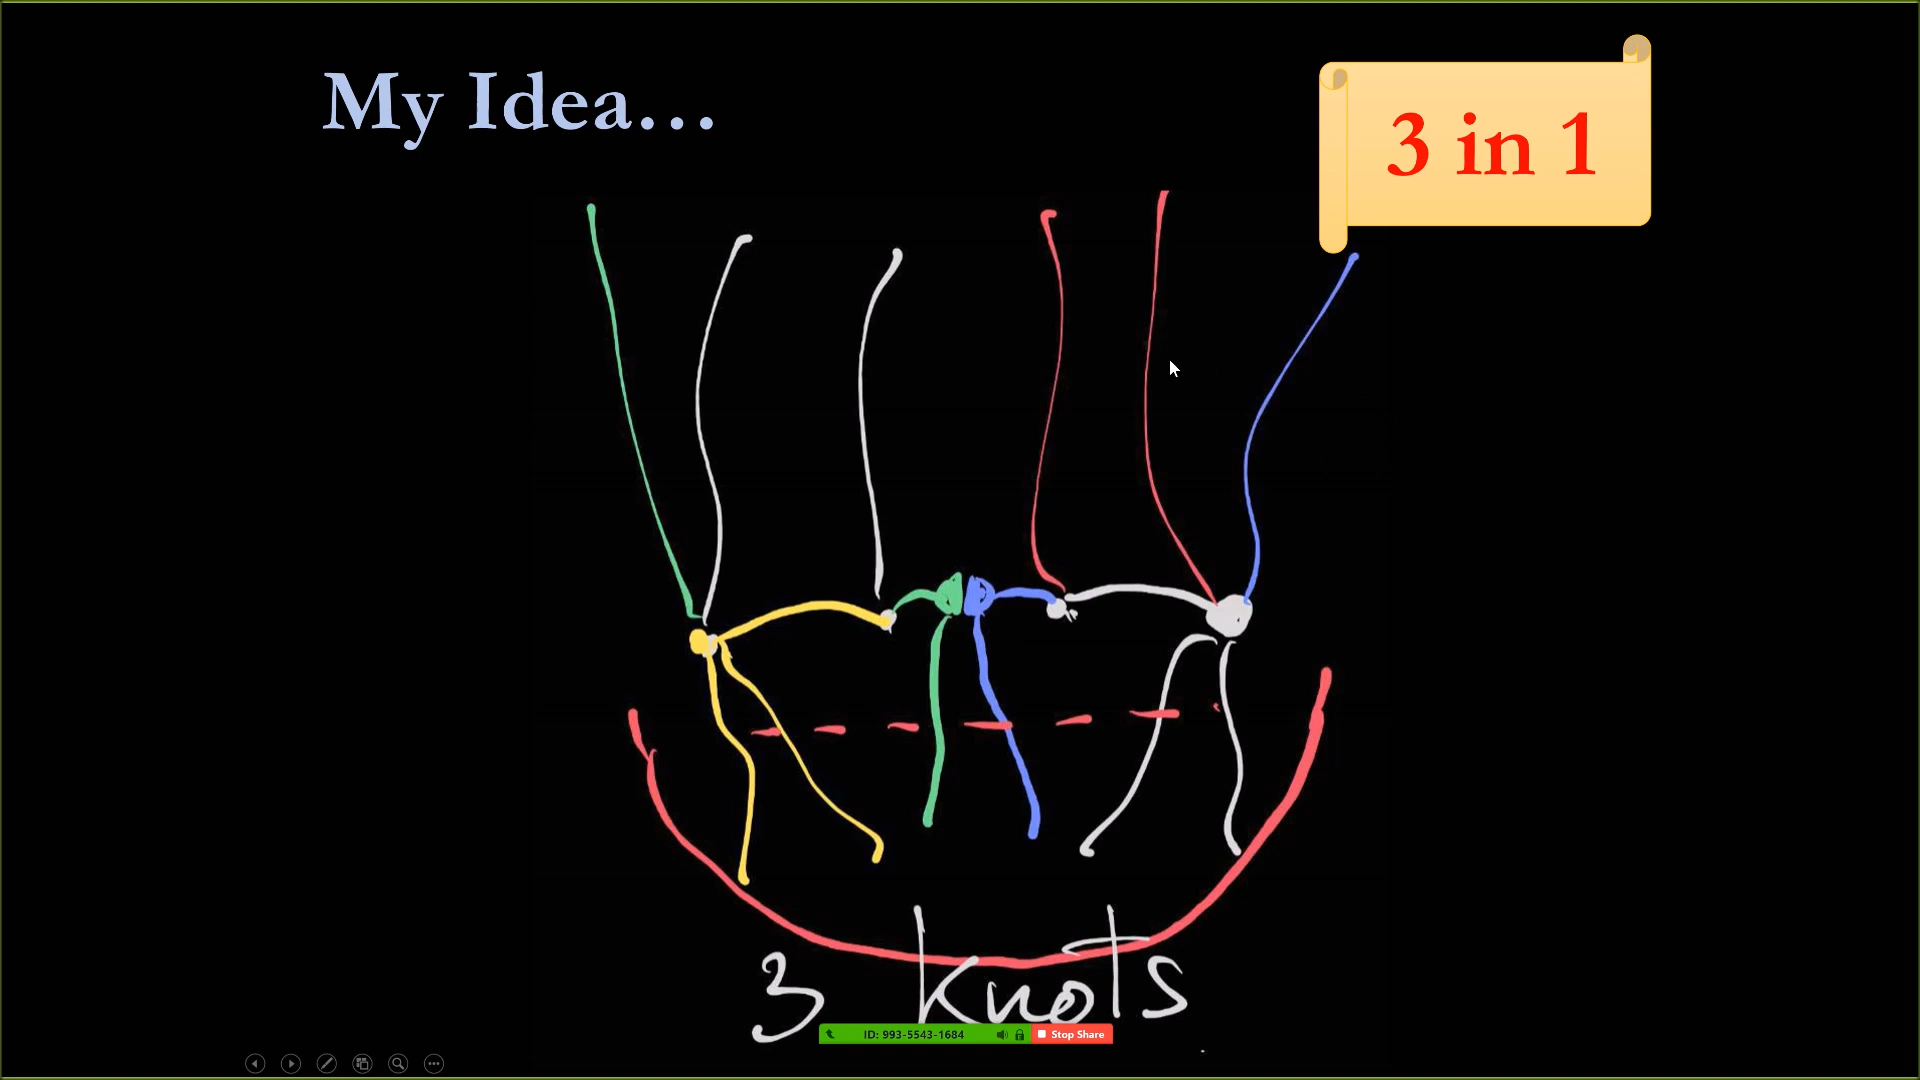 My Idea...
3 in 1
3 knots
ID: 993-5543-1684 Stop Share